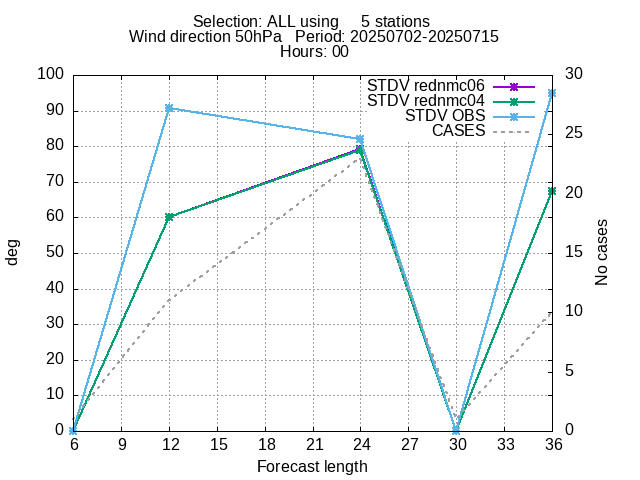 Selection: ALL using 5 stations
Wind direction 50hPa Period: 20250702-20250715
Hours: 00
STDV rednmc06
STDV rednmc04
STDV OBS
CASES
100
90
80
70
60
50
40
30
20
10
0
deg
30
25
20
15
10
5
0
No cases
6 9 12 15 18 21 24 27 30 33 36
Forecast length